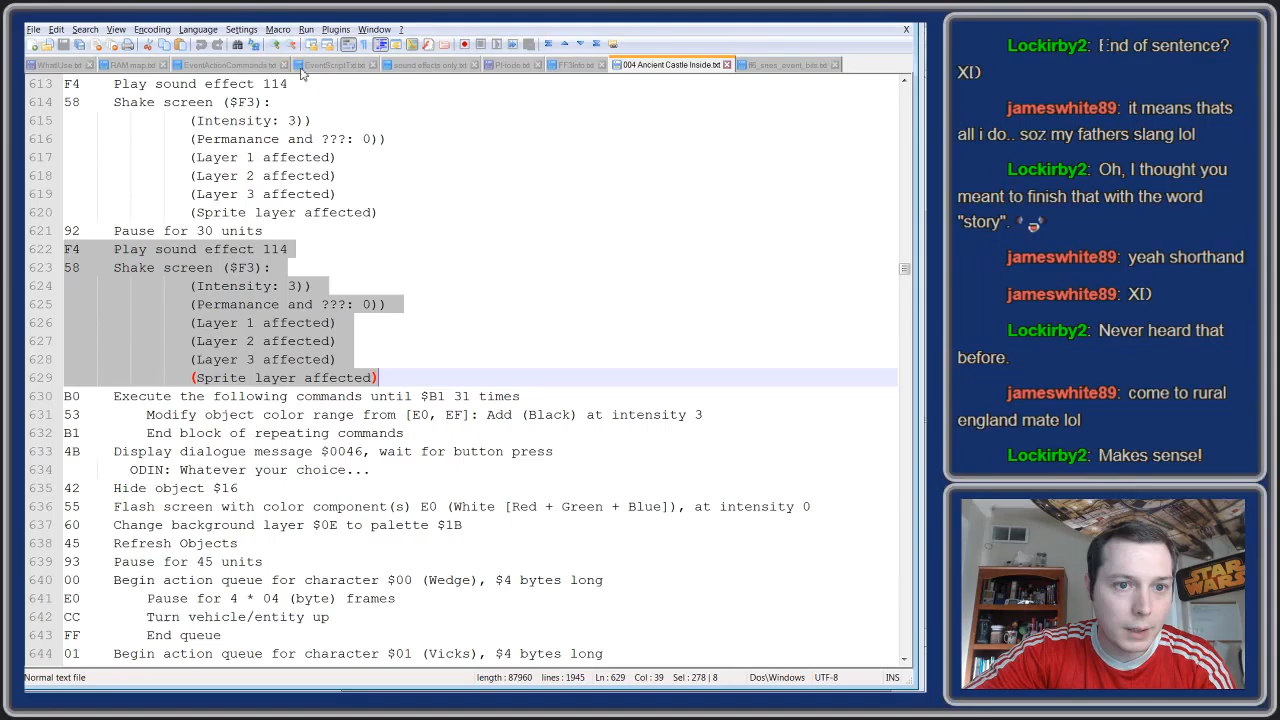 File Edit Search View Encoding Language Settings Macro Run Plugins Window ? X
WhatIUse.txt RAM map.txt EventActionCommands.txt EventScriptTxt.txt sound effects only.txt 004 Ancient Castle Inside.txt ff6_snes_event_bits.txt
613 F4 Play sound effect 114
614 58 Shake screen ($F3):
615 (Intensity: 3))
616 (Permanance and ???: 0))
617 (Layer 1 affected)
618 (Layer 2 affected)
619 (Layer 3 affected)
620 (Sprite layer affected)
621 92 Pause for 30 units
622 F4 Play sound effect 114
623 58 Shake screen ($F3):
624 (Intensity: 3))
625 (Permanance and ???: 0))
626 (Layer 1 affected)
627 (Layer 2 affected)
628 (Layer 3 affected)
629 (Sprite layer affected)
630 B0 Execute the following commands until $B1 31 times
631 53 Modify object color range from [E0, EF]: Add (Black) at intensity 3
632 B1 End block of repeating commands
633 4B Display dialogue message $0046, wait for button press
634 ODIN: Whatever your choice...
635 42 Hide object $16
636 55 Flash screen with color component(s) E0 (White [Red + Green + Blue]), at intensity 0
637 60 Change background layer $0E to palette $1B
638 45 Refresh Objects
639 93 Pause for 45 units
640 00 Begin action queue for character $00 (Wedge), $4 bytes long
641 E0 Pause for 4 * 04 (byte) frames
642 CC Turn vehicle/entity up
643 FF End queue
644 01 Begin action queue for character $01 (Vicks), $4 bytes long
Normal text file length : 87960 lines : 1945 Ln : 629 Col : 39 Sel : 278 | 8 Dos\Windows UTF-8 INS
Lockirby2: End of sentence?
XD
jameswhite89: it means thats
all i do.. soz my fathers slang lol
Lockirby2: Oh, I thought you
meant to finish that with the word
"story".
jameswhite89: yeah shorthand
jameswhite89: XD
Lockirby2: Never heard that
before.
jameswhite89: come to rural
england mate lol
Lockirby2: Makes sense!
STAR
WARS